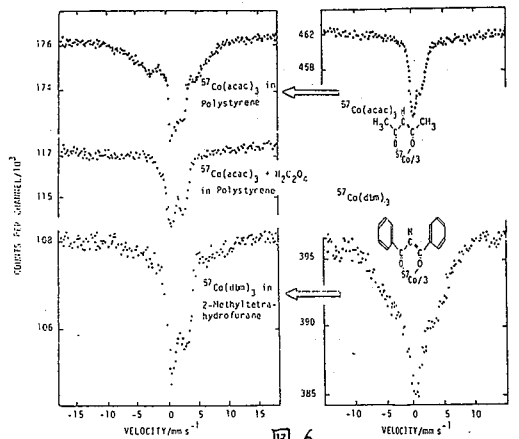 176
174
57Co(acac)3 in
Polystyrene
117
115
57Co(acac)3 + H2C2O4
in Polystyrene
108
106
57Co(dbm)3 in
2-Methyltetra-
hydrofurane
COUNTS PER CHANNEL/10^3
-15 -10 -5 0 5 10 15
VELOCITY/mm s-1
462
458
57Co(acac)3
H
H3C C CH3
C C
O O
57Co/3
57Co(dbm)3
H
C
C C
O O
57Co/3
395
390
385
-15 -10 -5 0 5 10
VELOCITY/mm s-1
図 6